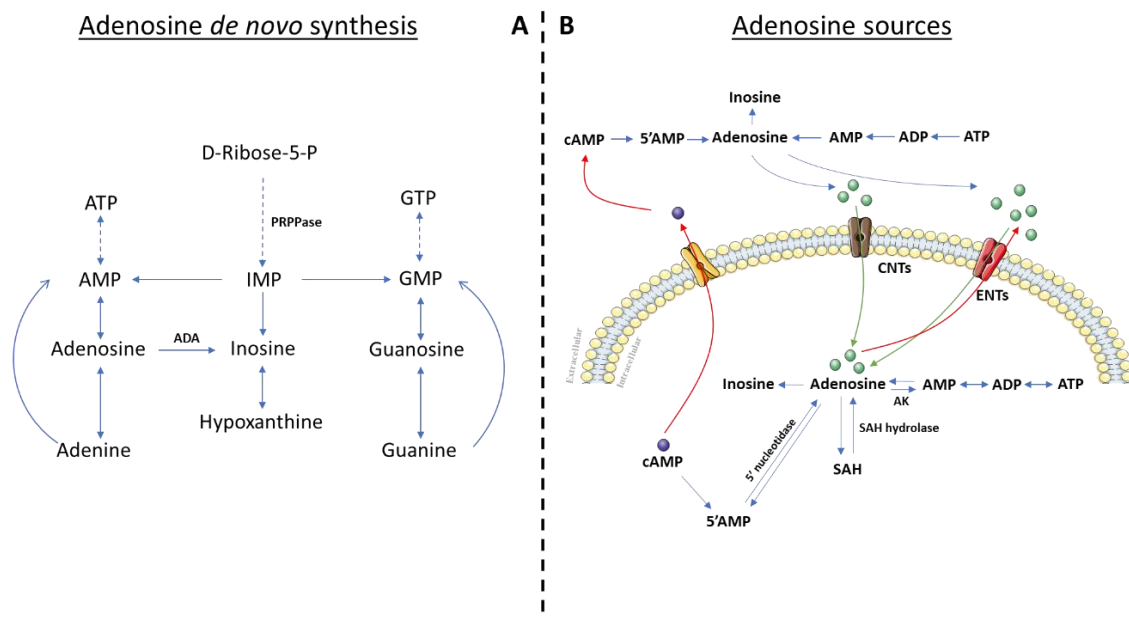 Adenosine de novo synthesis
A
D-Ribose-5-P
ATP
GTP
PRPPase
AMP
IMP
GMP
ADA
Adenosine
Inosine
Guanosine
Hypoxanthine
Adenine
Guanine
B
Adenosine sources
Inosine
cAMP
5'AMP
Adenosine
AMP
ADP
ATP
CNTs
ENTs
Extracellular
Intracellular
Inosine
Adenosine
AMP
ADP
ATP
AK
SAH hydrolase
5' nucleotidase
cAMP
SAH
5'AMP